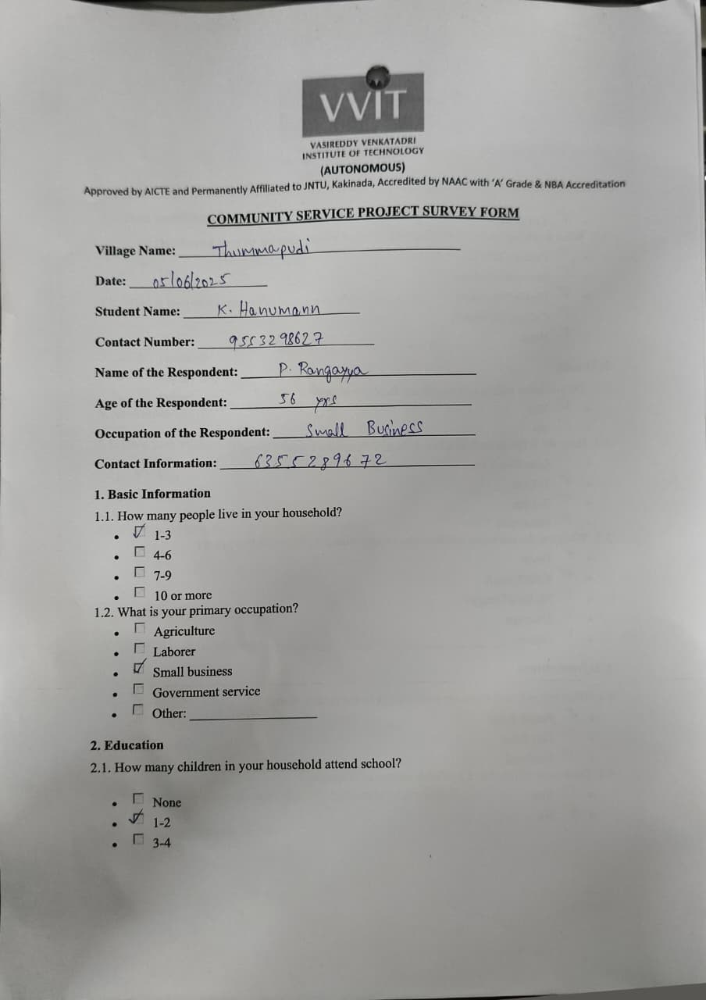 VVIT
VASIREDDY VENKATADRI
INSTITUTE OF TECHNOLOGY
(AUTONOMOUS)
Approved by AICTE and Permanently Affiliated to JNTU, Kakinada, Accredited by NAAC with 'A' Grade & NBA Accreditation
COMMUNITY SERVICE PROJECT SURVEY FORM
Village Name: Thummapudi
Date: 05/06/2025
Student Name: K. Hanumann
Contact Number: 9553298627
Name of the Respondent: P. Rangayya
Age of the Respondent: 56 yrs
Occupation of the Respondent: Small Business
Contact Information: 6355289672
1. Basic Information
1.1. How many people live in your household?
• ☑ 1-3
• ☐ 4-6
• ☐ 7-9
• ☐ 10 or more
1.2. What is your primary occupation?
• ☐ Agriculture
• ☐ Laborer
• ☑ Small business
• ☐ Government service
• ☐ Other: ____________________
2. Education
2.1. How many children in your household attend school?
• ☐ None
• ☑ 1-2
• ☐ 3-4